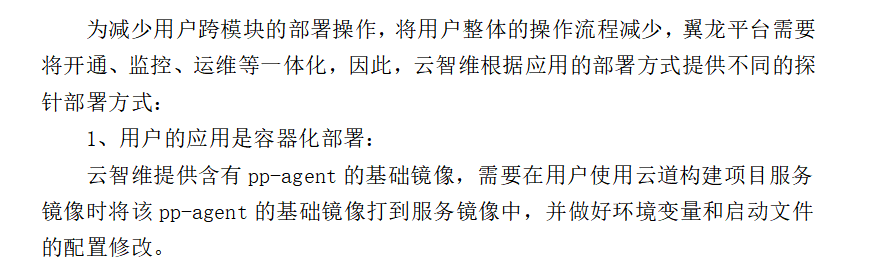 为减少用户跨模块的部署操作，将用户整体的操作流程减少，翼龙平台需要
将开通、监控、运维等一体化，因此，云智维根据应用的部署方式提供不同的探
针部署方式：
1、用户的应用是容器化部署：
云智维提供含有 pp-agent 的基础镜像，需要在用户使用云道构建项目服务
镜像时将该 pp-agent 的基础镜像打到服务镜像中，并做好环境变量和启动文件
的配置修改。